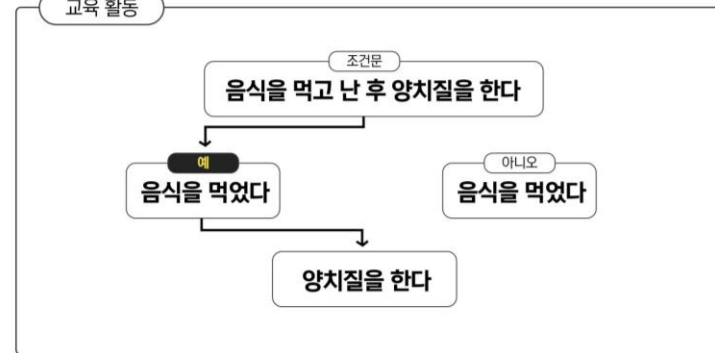 교육 활동
조건문
음식을 먹고 난 후 양치질을 한다
예
아니오
음식을 먹었다
음식을 먹었다
양치질을 한다